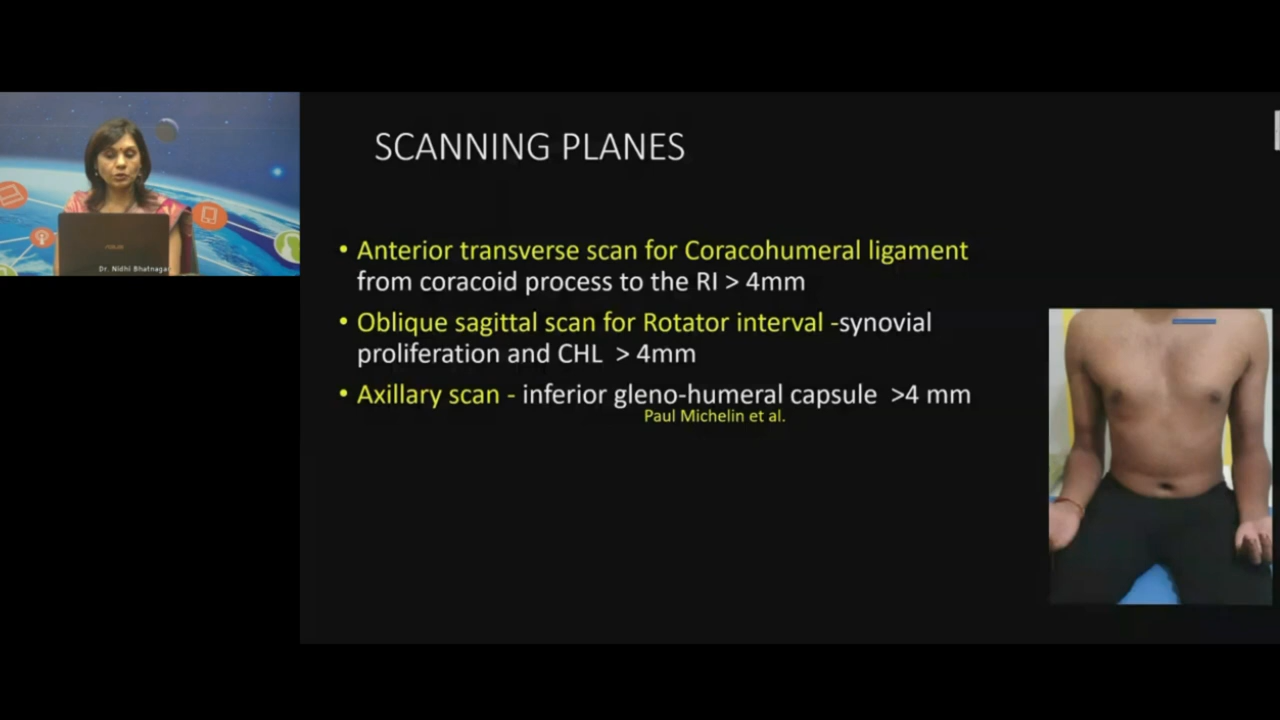 SCANNING PLANES
• Anterior transverse scan for Coracohumeral ligament
from coracoid process to the RI > 4mm
• Oblique sagittal scan for Rotator interval -synovial
proliferation and CHL > 4mm
• Axillary scan - inferior gleno-humeral capsule >4 mm
Paul Michelin et al.
ASUS
Dr. Nidhi Bhatnagar